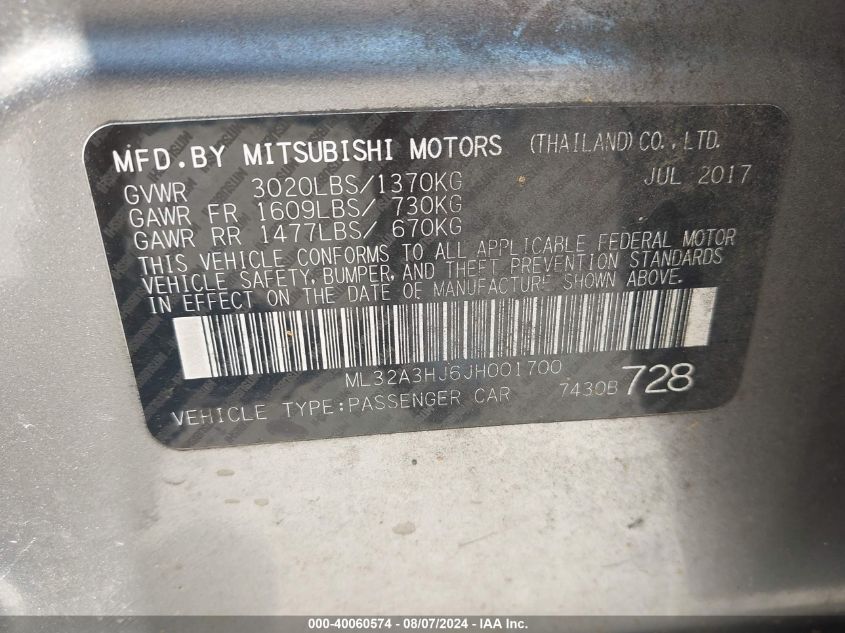 MFD.BY MITSUBISHI MOTORS (THAILAND)CO.,LTD.
GVWR 3020LBS/1370KG JUL 2017
GAWR FR 1609LBS/ 730KG
GAWR RR 1477LBS/ 670KG
THIS VEHICLE CONFORMS TO ALL APPLICABLE FEDERAL MOTOR
VEHICLE SAFETY,BUMPER,AND THEFT PREVENTION STANDARDS
IN EFFECT ON THE DATE OF MANUFACTURE SHOWN ABOVE.
ML32A3HJ6JH001700
VEHICLE TYPE:PASSENGER CAR 7430B 728
000-40060574 - 08/07/2024 - IAA Inc.